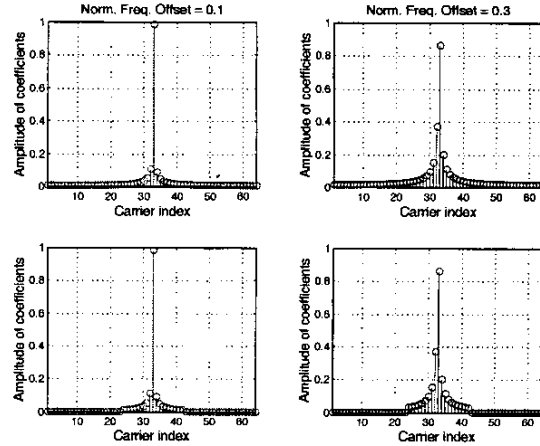 Norm. Freq. Offset = 0.1
Amplitude of coefficients
1
0.8
0.6
0.4
0.2
0
0 10 20 30 40 50 60
Carrier index
Norm. Freq. Offset = 0.3
Amplitude of coefficients
1
0.8
0.6
0.4
0.2
0
10 20 30 40 50 60
Carrier index
Amplitude of coefficients
1
0.8
0.6
0.4
0.2
0
0 10 20 30 40 50 60
Carrier index
Amplitude of coefficients
1
0.8
0.6
0.4
0.2
0
10 20 30 40 50 60
Carrier index